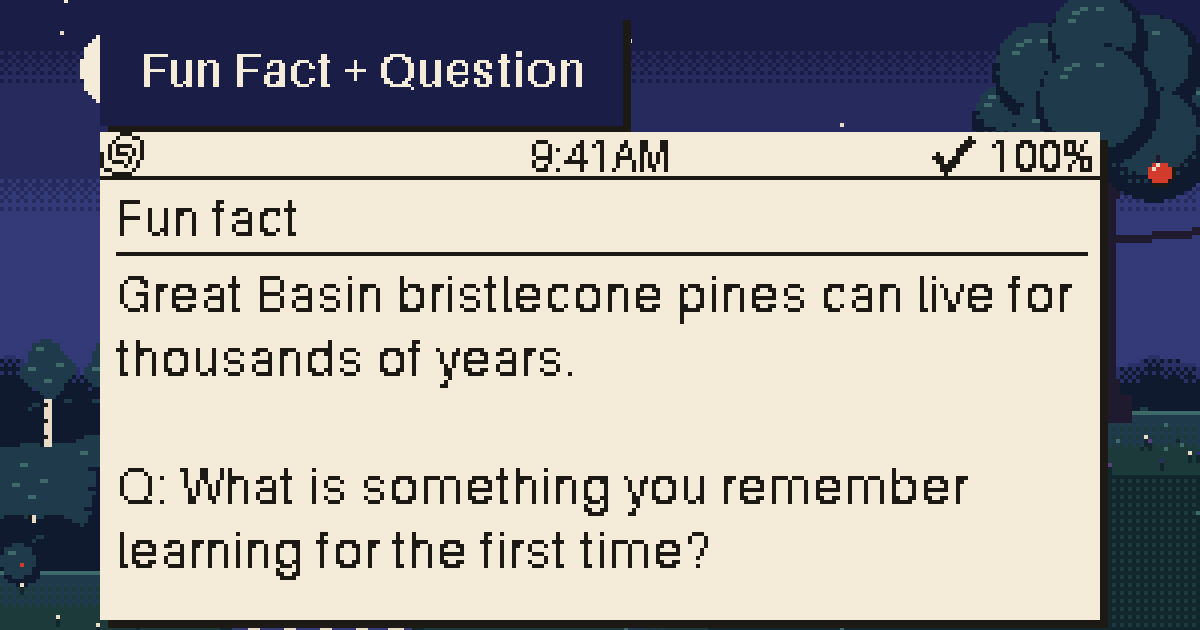 Fun Fact + Question
9:41AM
100%
Fun fact
Great Basin bristlecone pines can live for
thousands of years.
Q: What is something you remember
learning for the first time?